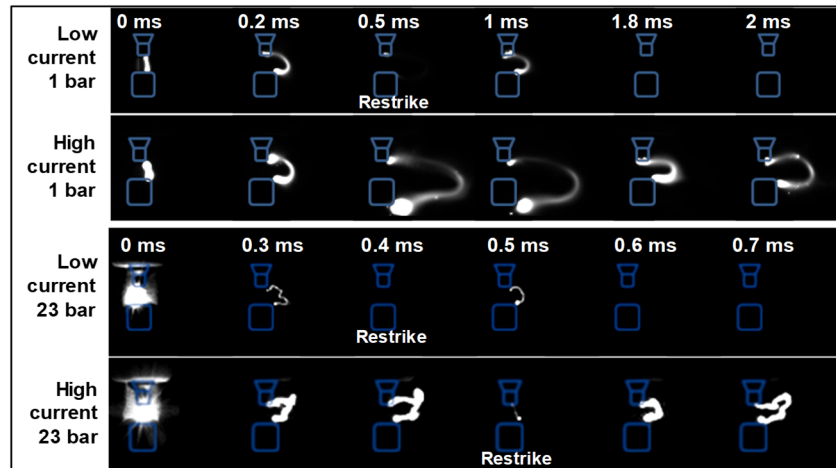 0 ms 0.2 ms 0.5 ms 1 ms 1.8 ms 2 ms
Low
current
1 bar
Restrike
High
current
1 bar
0 ms 0.3 ms 0.4 ms 0.5 ms 0.6 ms 0.7 ms
Low
current
23 bar
Restrike
High
current
23 bar
Restrike